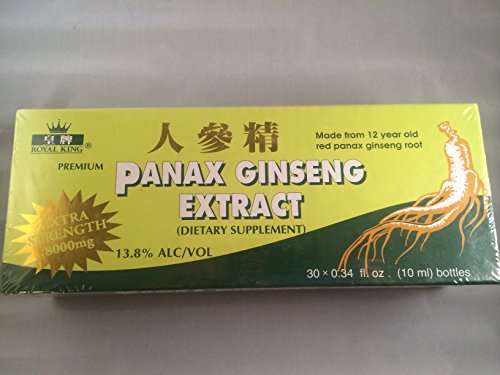 皇牌
ROYAL KING®
PREMIUM
人參精
Made from 12 year old
red panax ginseng root
PANAX GINSENG
EXTRACT
(DIETARY SUPPLEMENT)
EXTRA
STRENGTH
8000mg
13.8% ALC/VOL
30 × 0.34 fl. oz. (10 ml) bottles